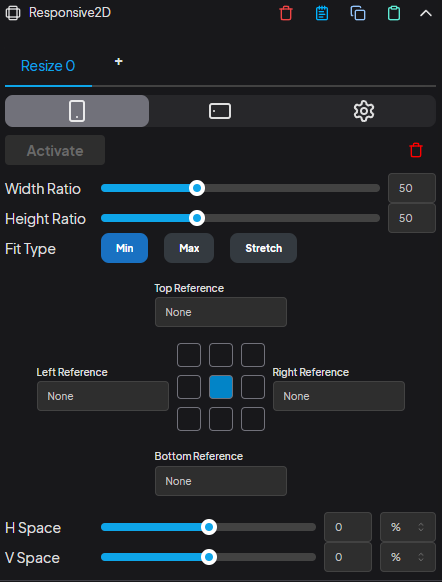 Responsive2D
Resize 0 +
Activate
Width Ratio 50
Height Ratio 50
Fit Type Min Max Stretch
Top Reference
None
Left Reference Right Reference
None None
Bottom Reference
None
H Space 0 %
V Space 0 %